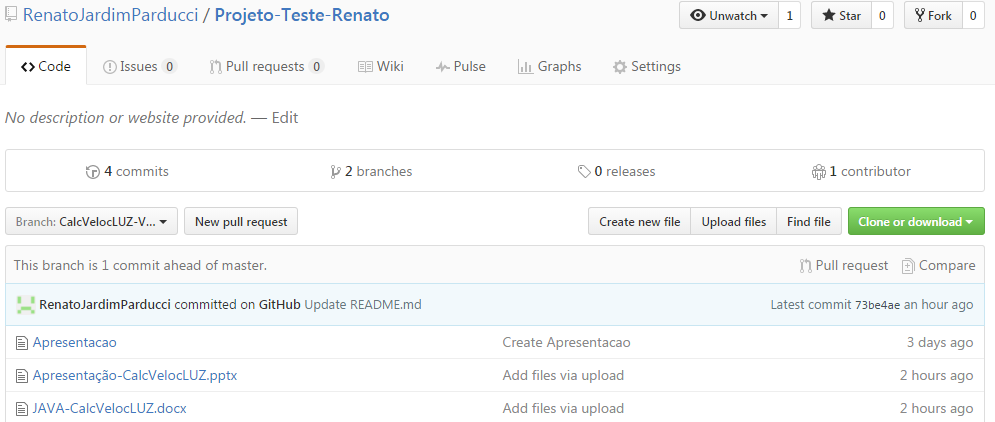 RenatoJardimParducci / Projeto-Teste-Renato Unwatch 1 Star 0 Fork 0
Code Issues 0 Pull requests 0 Wiki Pulse Graphs Settings
No description or website provided. — Edit
4 commits 2 branches 0 releases 1 contributor
Branch: CalcVelocLUZ-V... New pull request Create new file Upload files Find file Clone or download
This branch is 1 commit ahead of master. Pull request Compare
RenatoJardimParducci committed on GitHub Update README.md Latest commit 73be4ae an hour ago
Apresentacao Create Apresentacao 3 days ago
Apresentação-CalcVelocLUZ.pptx Add files via upload 2 hours ago
JAVA-CalcVelocLUZ.docx Add files via upload 2 hours ago